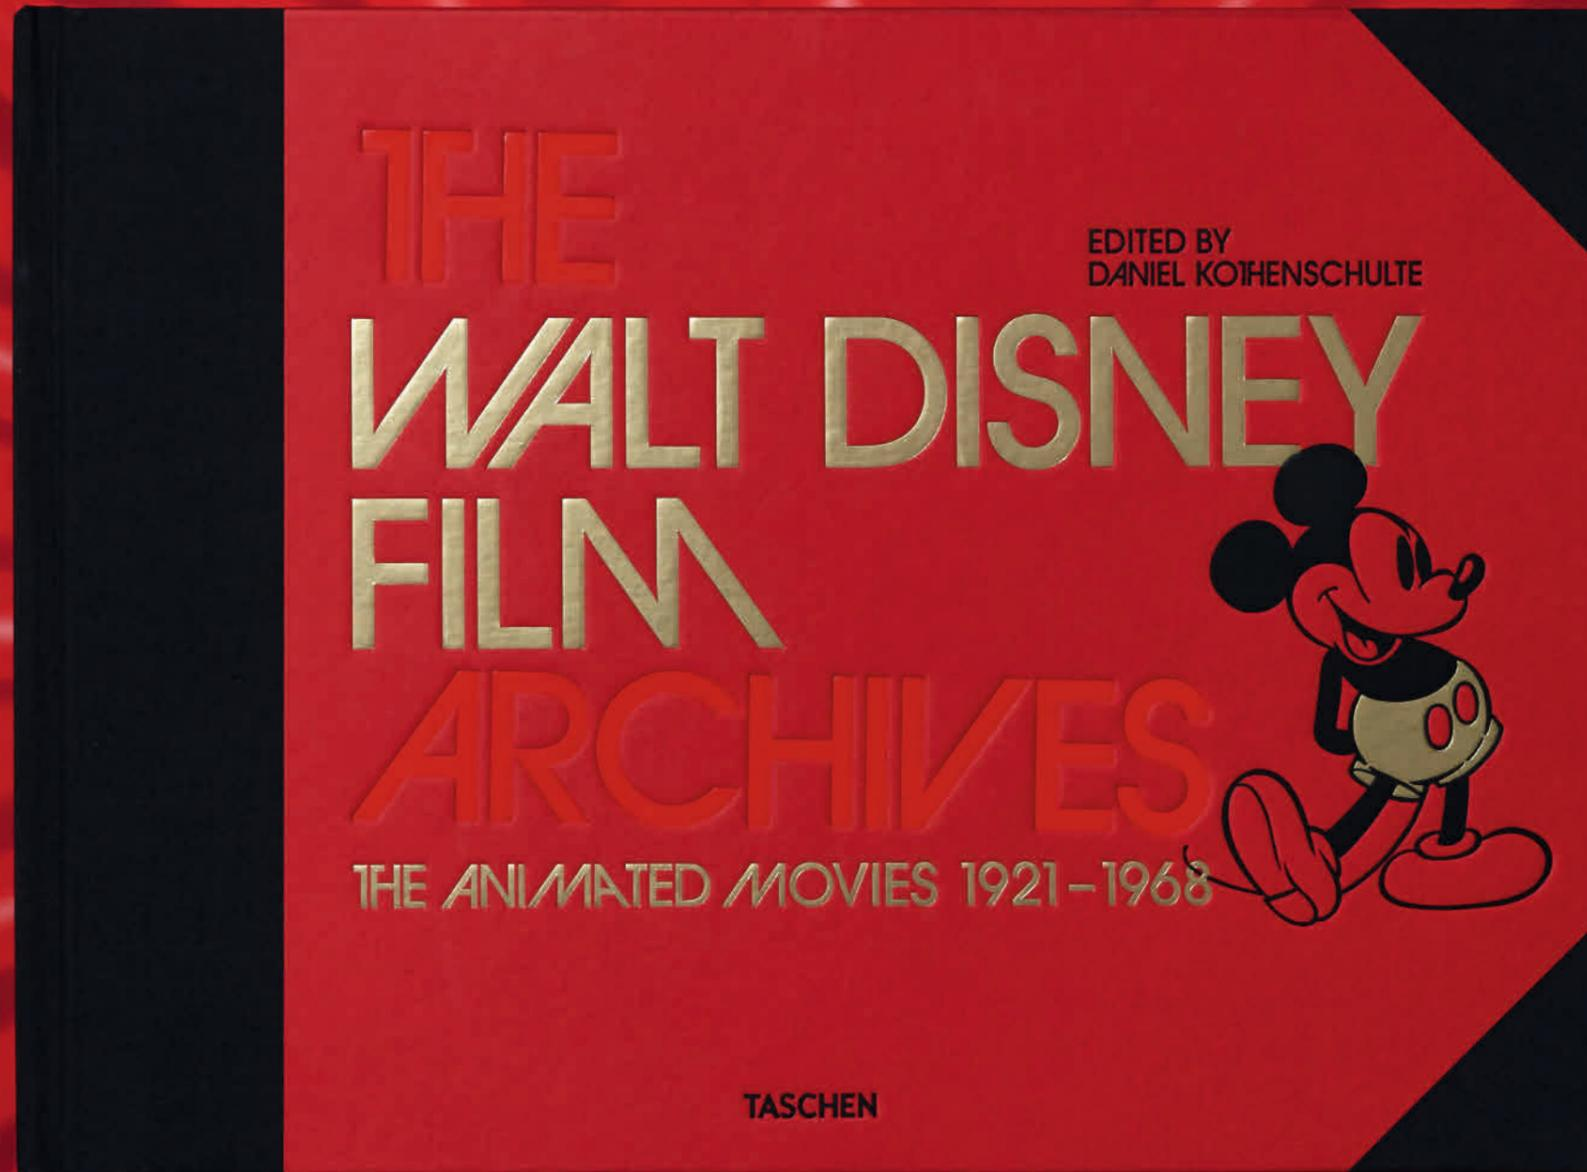 THE
EDITED BY
DANIEL KOTHENSCHULTE
WALT DISNEY
FILM
ARCHIVES
THE ANIMATED MOVIES 1921–1968
TASCHEN